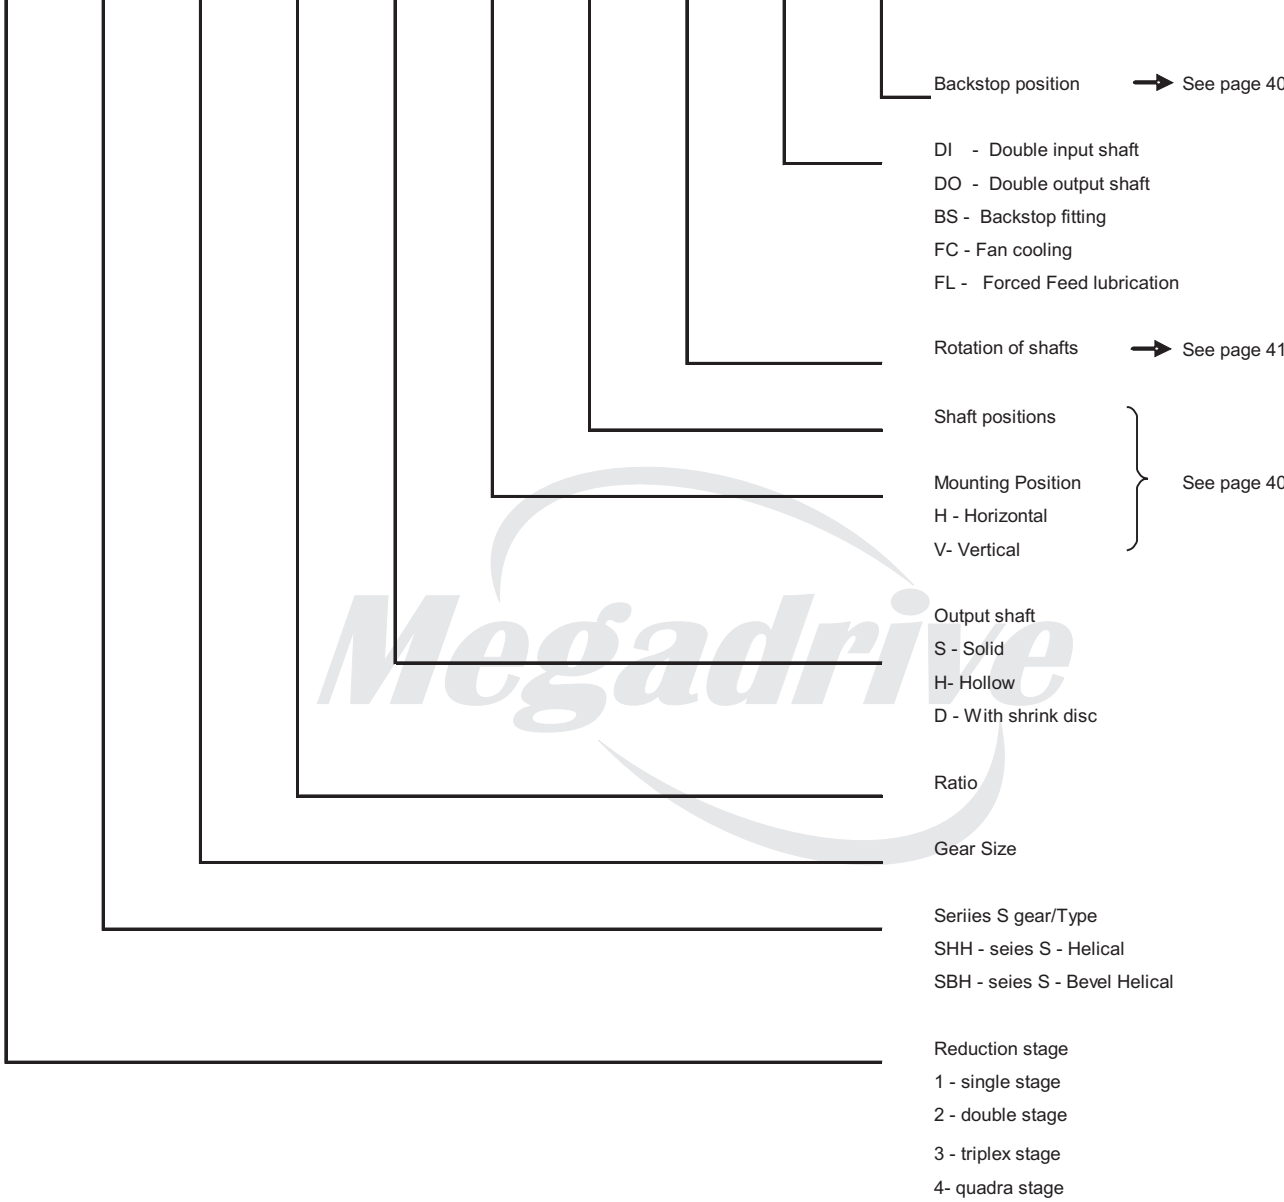 Backstop position See page 40
DI - Double input shaft
DO - Double output shaft
BS - Backstop fitting
FC - Fan cooling
FL - Forced Feed lubrication
Rotation of shafts See page 41
Shaft positions
Mounting Position See page 40
H - Horizontal
V- Vertical
Output shaft
S - Solid
H- Hollow
D - With shrink disc
Megadrive
Ratio
Gear Size
Seriies S gear/Type
SHH - seies S - Helical
SBH - seies S - Bevel Helical
Reduction stage
1 - single stage
2 - double stage
3 - triplex stage
4- quadra stage